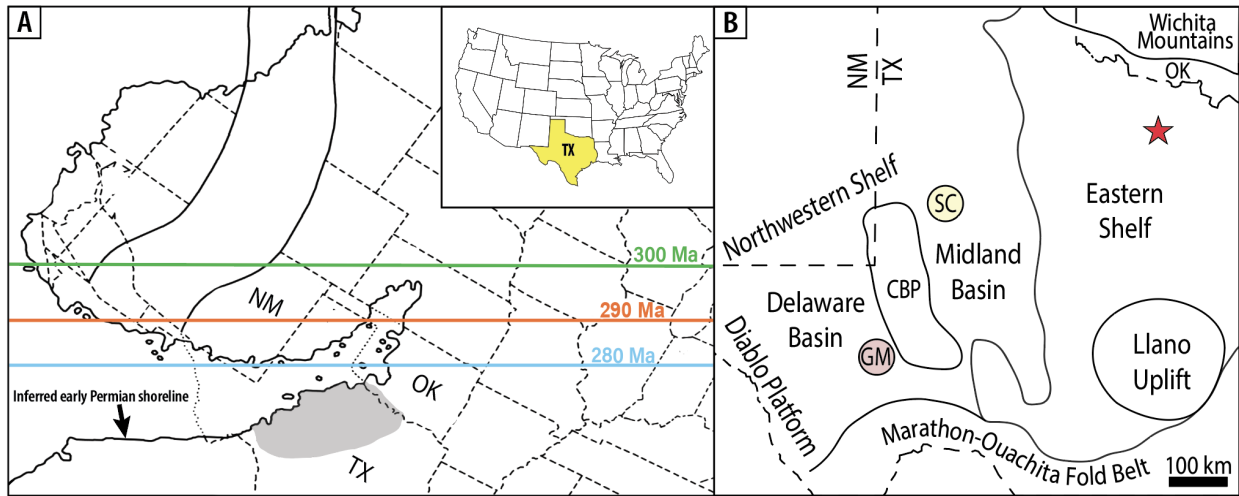 A
TX
300 Ma
NM
290 Ma
280 Ma
OK
Inferred early Permian shoreline
TX
B
Wichita
Mountains
OK
NM
TX
Northwestern Shelf
SC
Eastern
Shelf
Midland
Basin
CBP
Delaware
Basin
GM
Diablo Platform
Llano
Uplift
Marathon-Ouachita Fold Belt
100 km